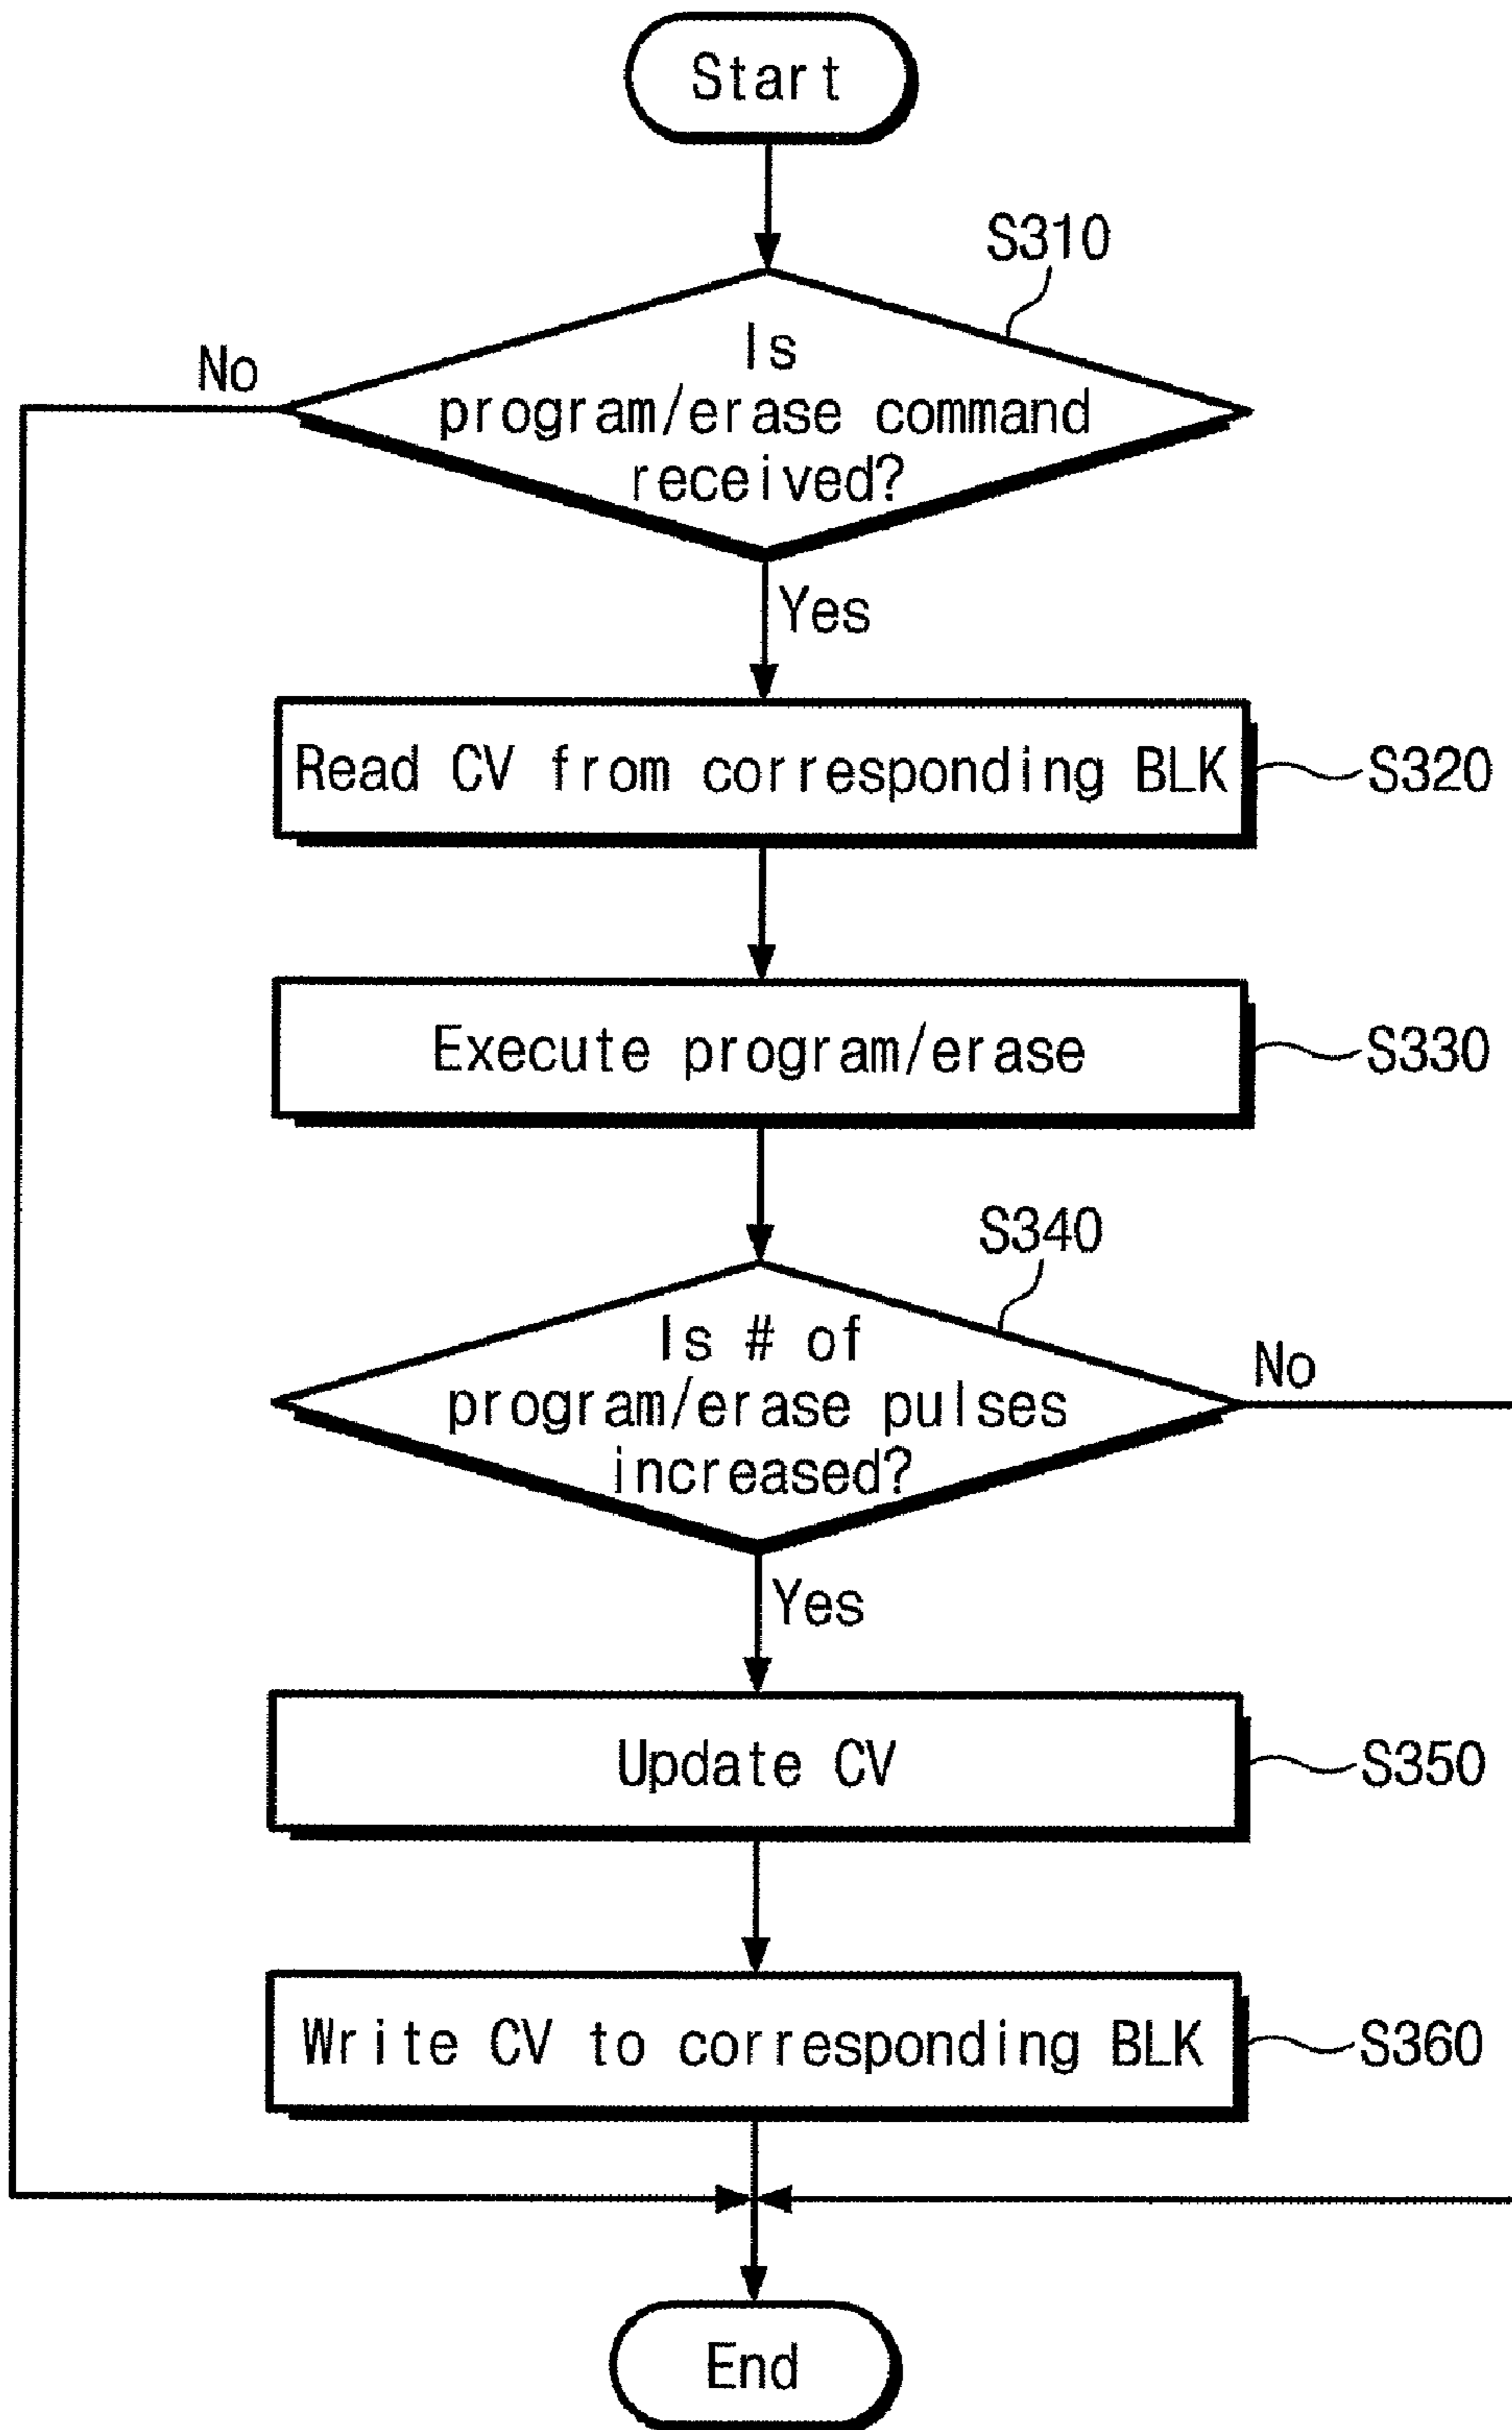 Start
S310
No
Is
program/erase command
received?
Yes
Read CV from corresponding BLK
S320
Execute program/erase
S330
S340
Is # of
program/erase pulses
increased?
No
Yes
Update CV
S350
Write CV to corresponding BLK
S360
End